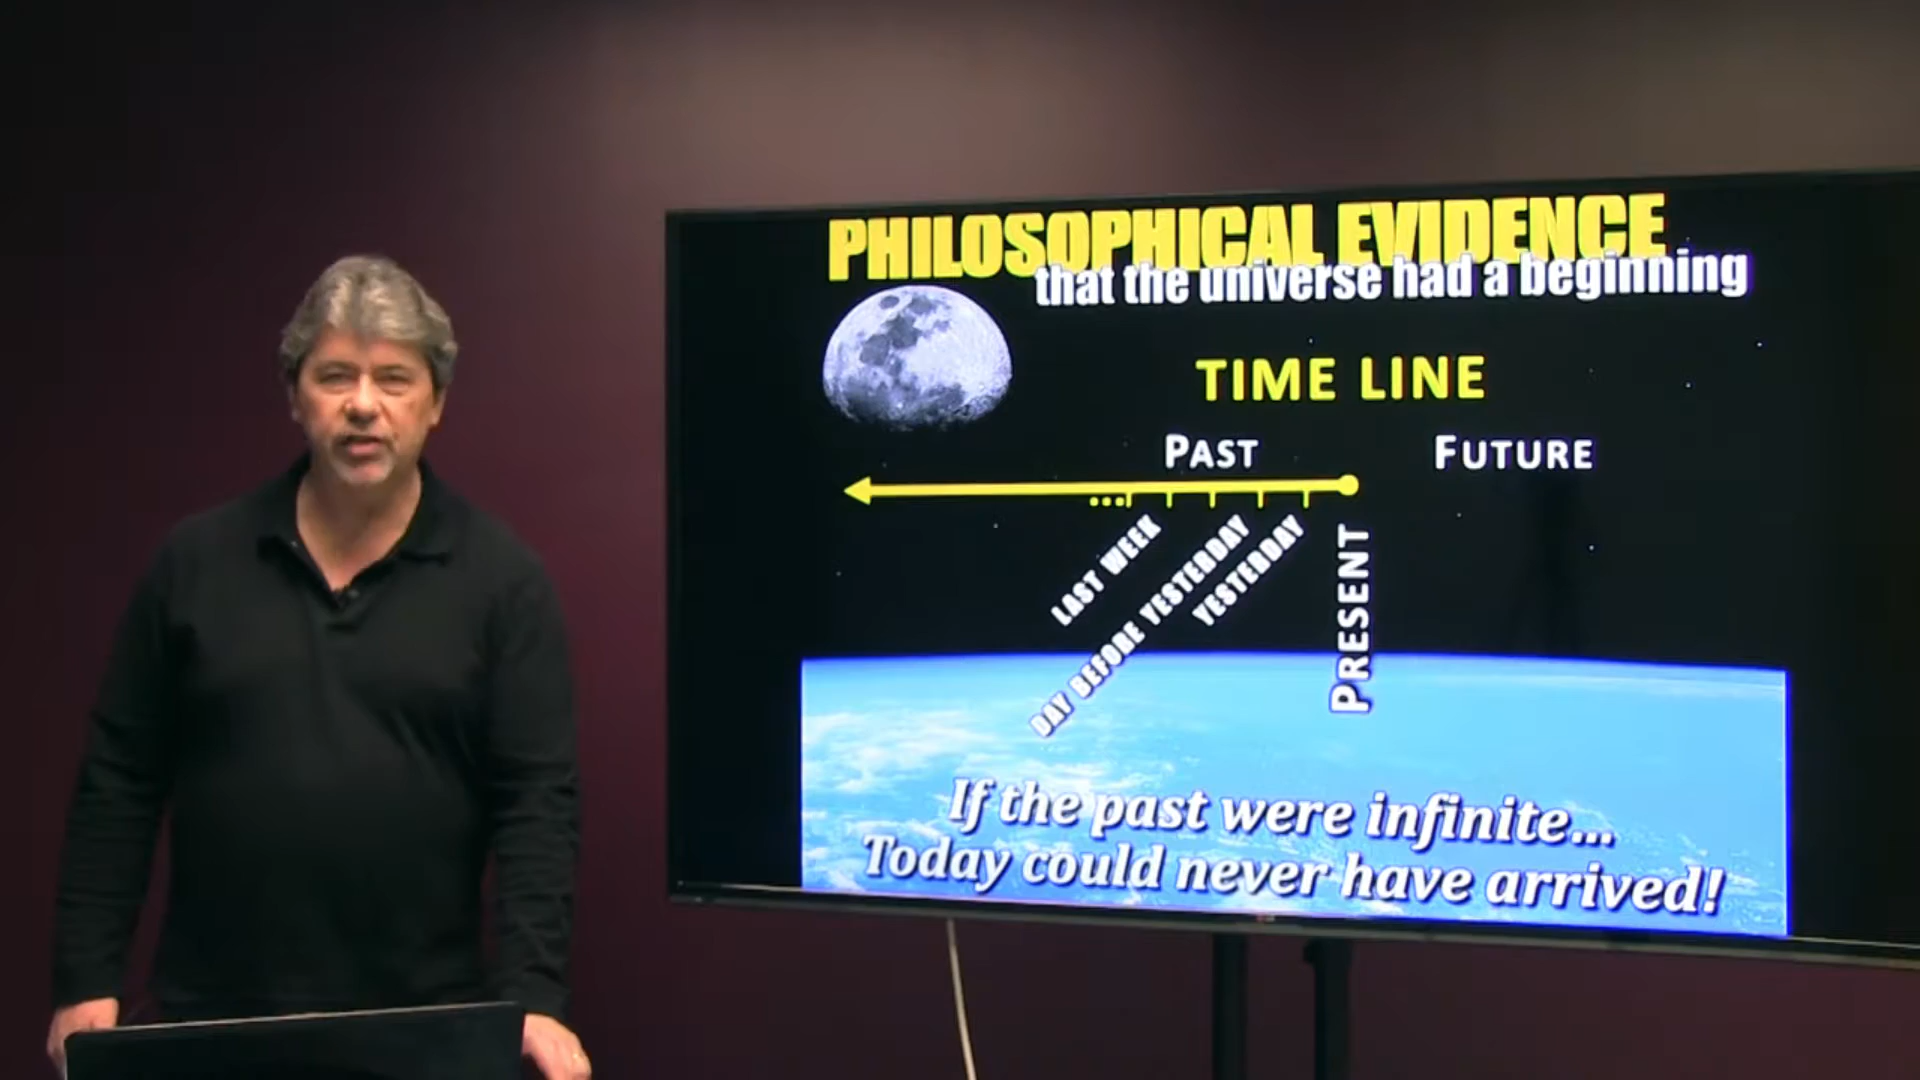 PHILOSOPHICAL EVIDENCE
that the universe had a beginning
TIME LINE
PAST
FUTURE
...
LAST WEEK
DAY BEFORE YESTERDAY
YESTERDAY
PRESENT
If the past were infinite...
Today could never have arrived!